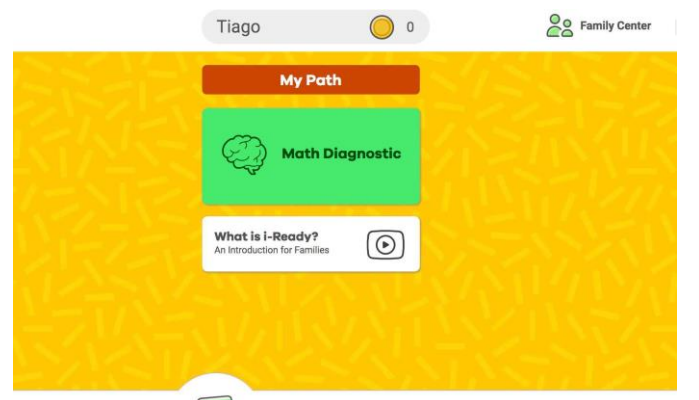 Tiago
0
Family Center
My Path
Math Diagnostic
What is i-Ready?
An Introduction for Families